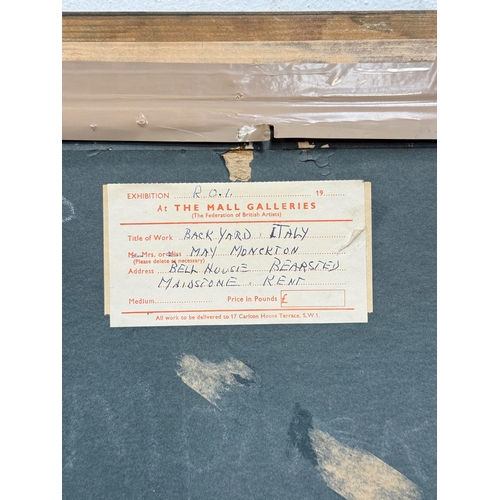 EXHIBITION R.O.I. 19
At THE MALL GALLERIES
(The Federation of British Artists)
Title of Work BACK YARD . ITALY
Mr. Mrs. or Miss MAY MONCKTON
(Please delete as necessary)
Address BELL HOUSE BEARSTED
MAIDSTONE . KENT
Medium Price in Pounds £
All work to be delivered to 17 Carlton House Terrace, S.W.1.